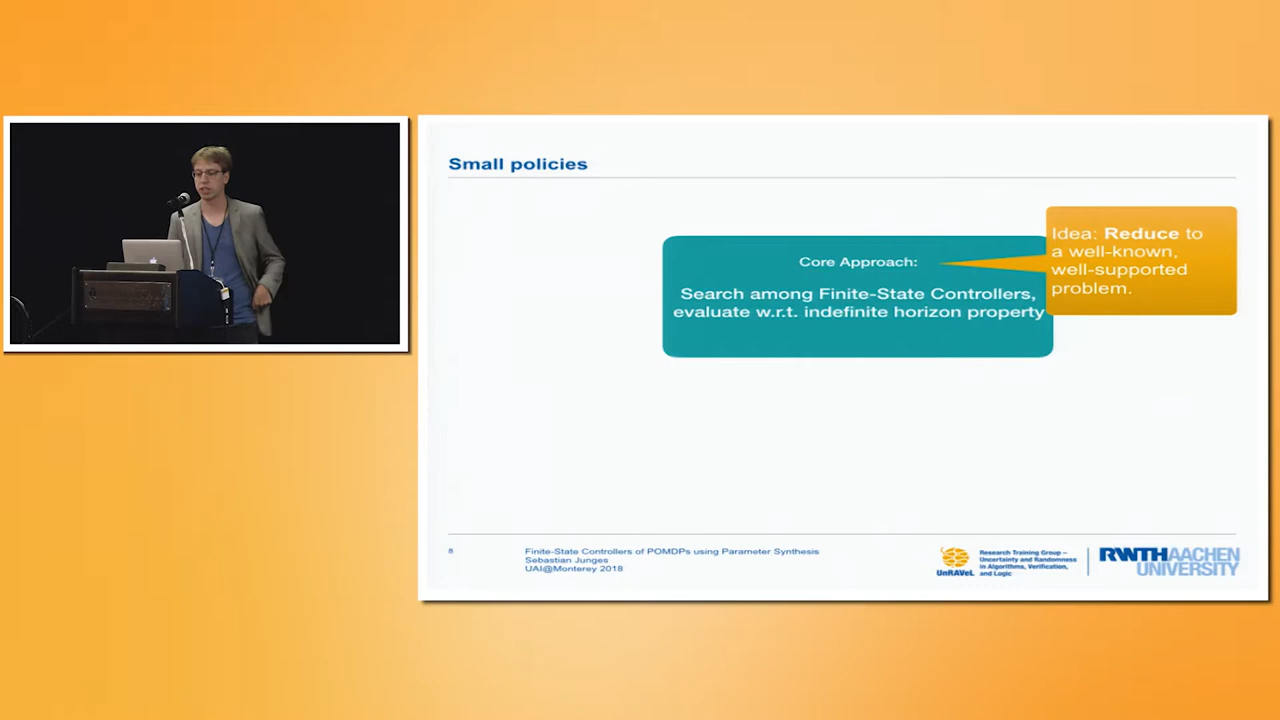 Small policies
Core Approach:
Search among Finite-State Controllers,
evaluate w.r.t. indefinite horizon property
Idea: Reduce to
a well-known,
well-supported
problem.
8
Finite-State Controllers of POMDPs using Parameter Synthesis
Sebastian Junges
UAI@Monterey 2018
UnRAVeL
Research Training Group –
Uncertainty and Randomness
in Algorithms, Verification,
and Logic
RWTHAACHEN
UNIVERSITY